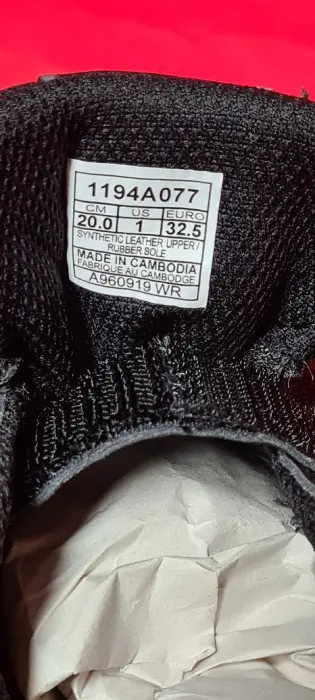 1194A077
CM US EURO
20.0 1 32.5
SYNTHETIC LEATHER UPPER/
RUBBER SOLE
MADE IN CAMBODIA
FABRIQUE AU CAMBODGE
A960919 WR